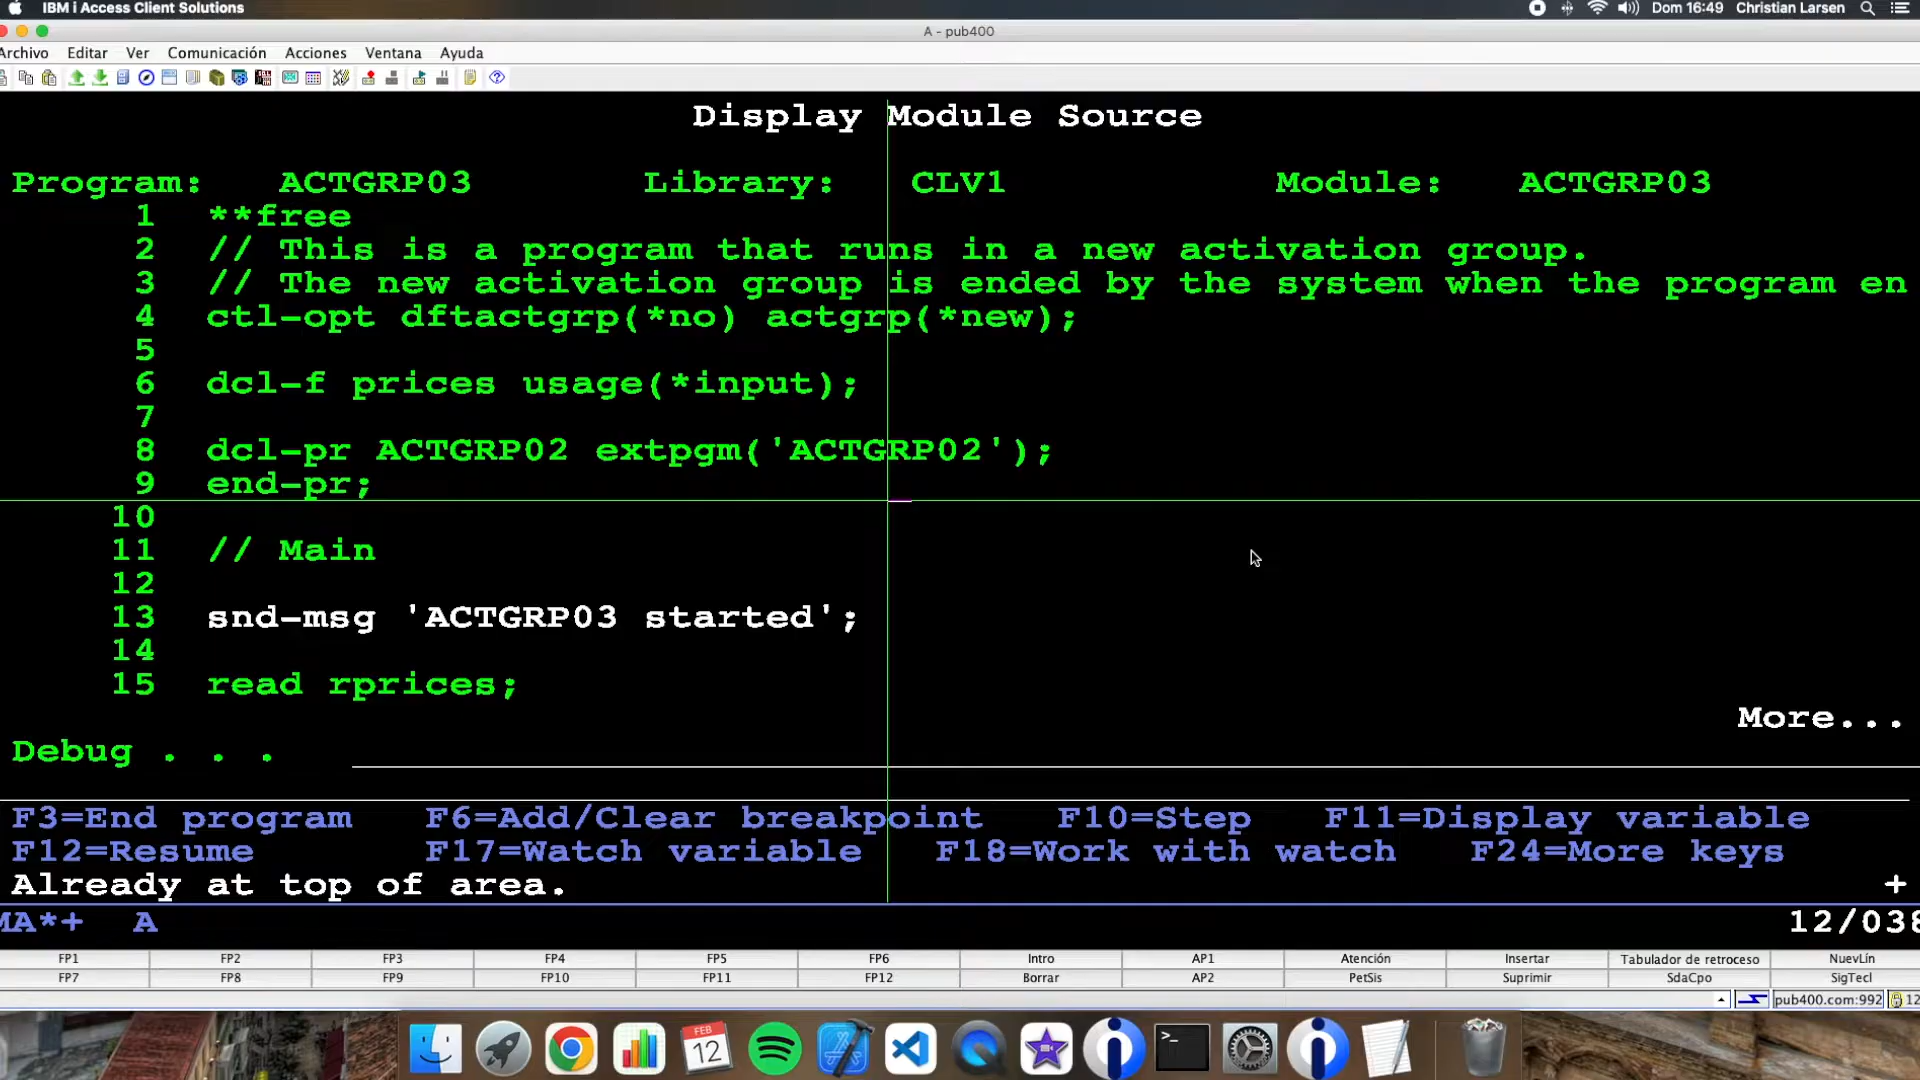 IBM i Access Client Solutions
Dom 16:49 Christian Larsen
A - pub400
Archivo Editar Ver Comunicación Acciones Ventana Ayuda
Display Module Source
Program: ACTGRP03 Library: CLV1 Module: ACTGRP03
1 **free
2 // This is a program that runs in a new activation group.
3 // The new activation group is ended by the system when the program en
4 ctl-opt dftactgrp(*no) actgrp(*new);
5
6 dcl-f prices usage(*input);
7
8 dcl-pr ACTGRP02 extpgm('ACTGRP02');
9 end-pr;
10
11 // Main
12
13 snd-msg 'ACTGRP03 started';
14
15 read rprices;
More...
Debug . . .
F3=End program F6=Add/Clear breakpoint F10=Step F11=Display variable
F12=Resume F17=Watch variable F18=Work with watch F24=More keys
Already at top of area. +
MA*+ A 12/038
FP1 FP2 FP3 FP4 FP5 FP6 Intro AP1 Atención Insertar Tabulador de retroceso NuevLín
FP7 FP8 FP9 FP10 FP11 FP12 Borrar AP2 PetSis Suprimir SdaCpo SigTecl
pub400.com:992 12
FEB
12